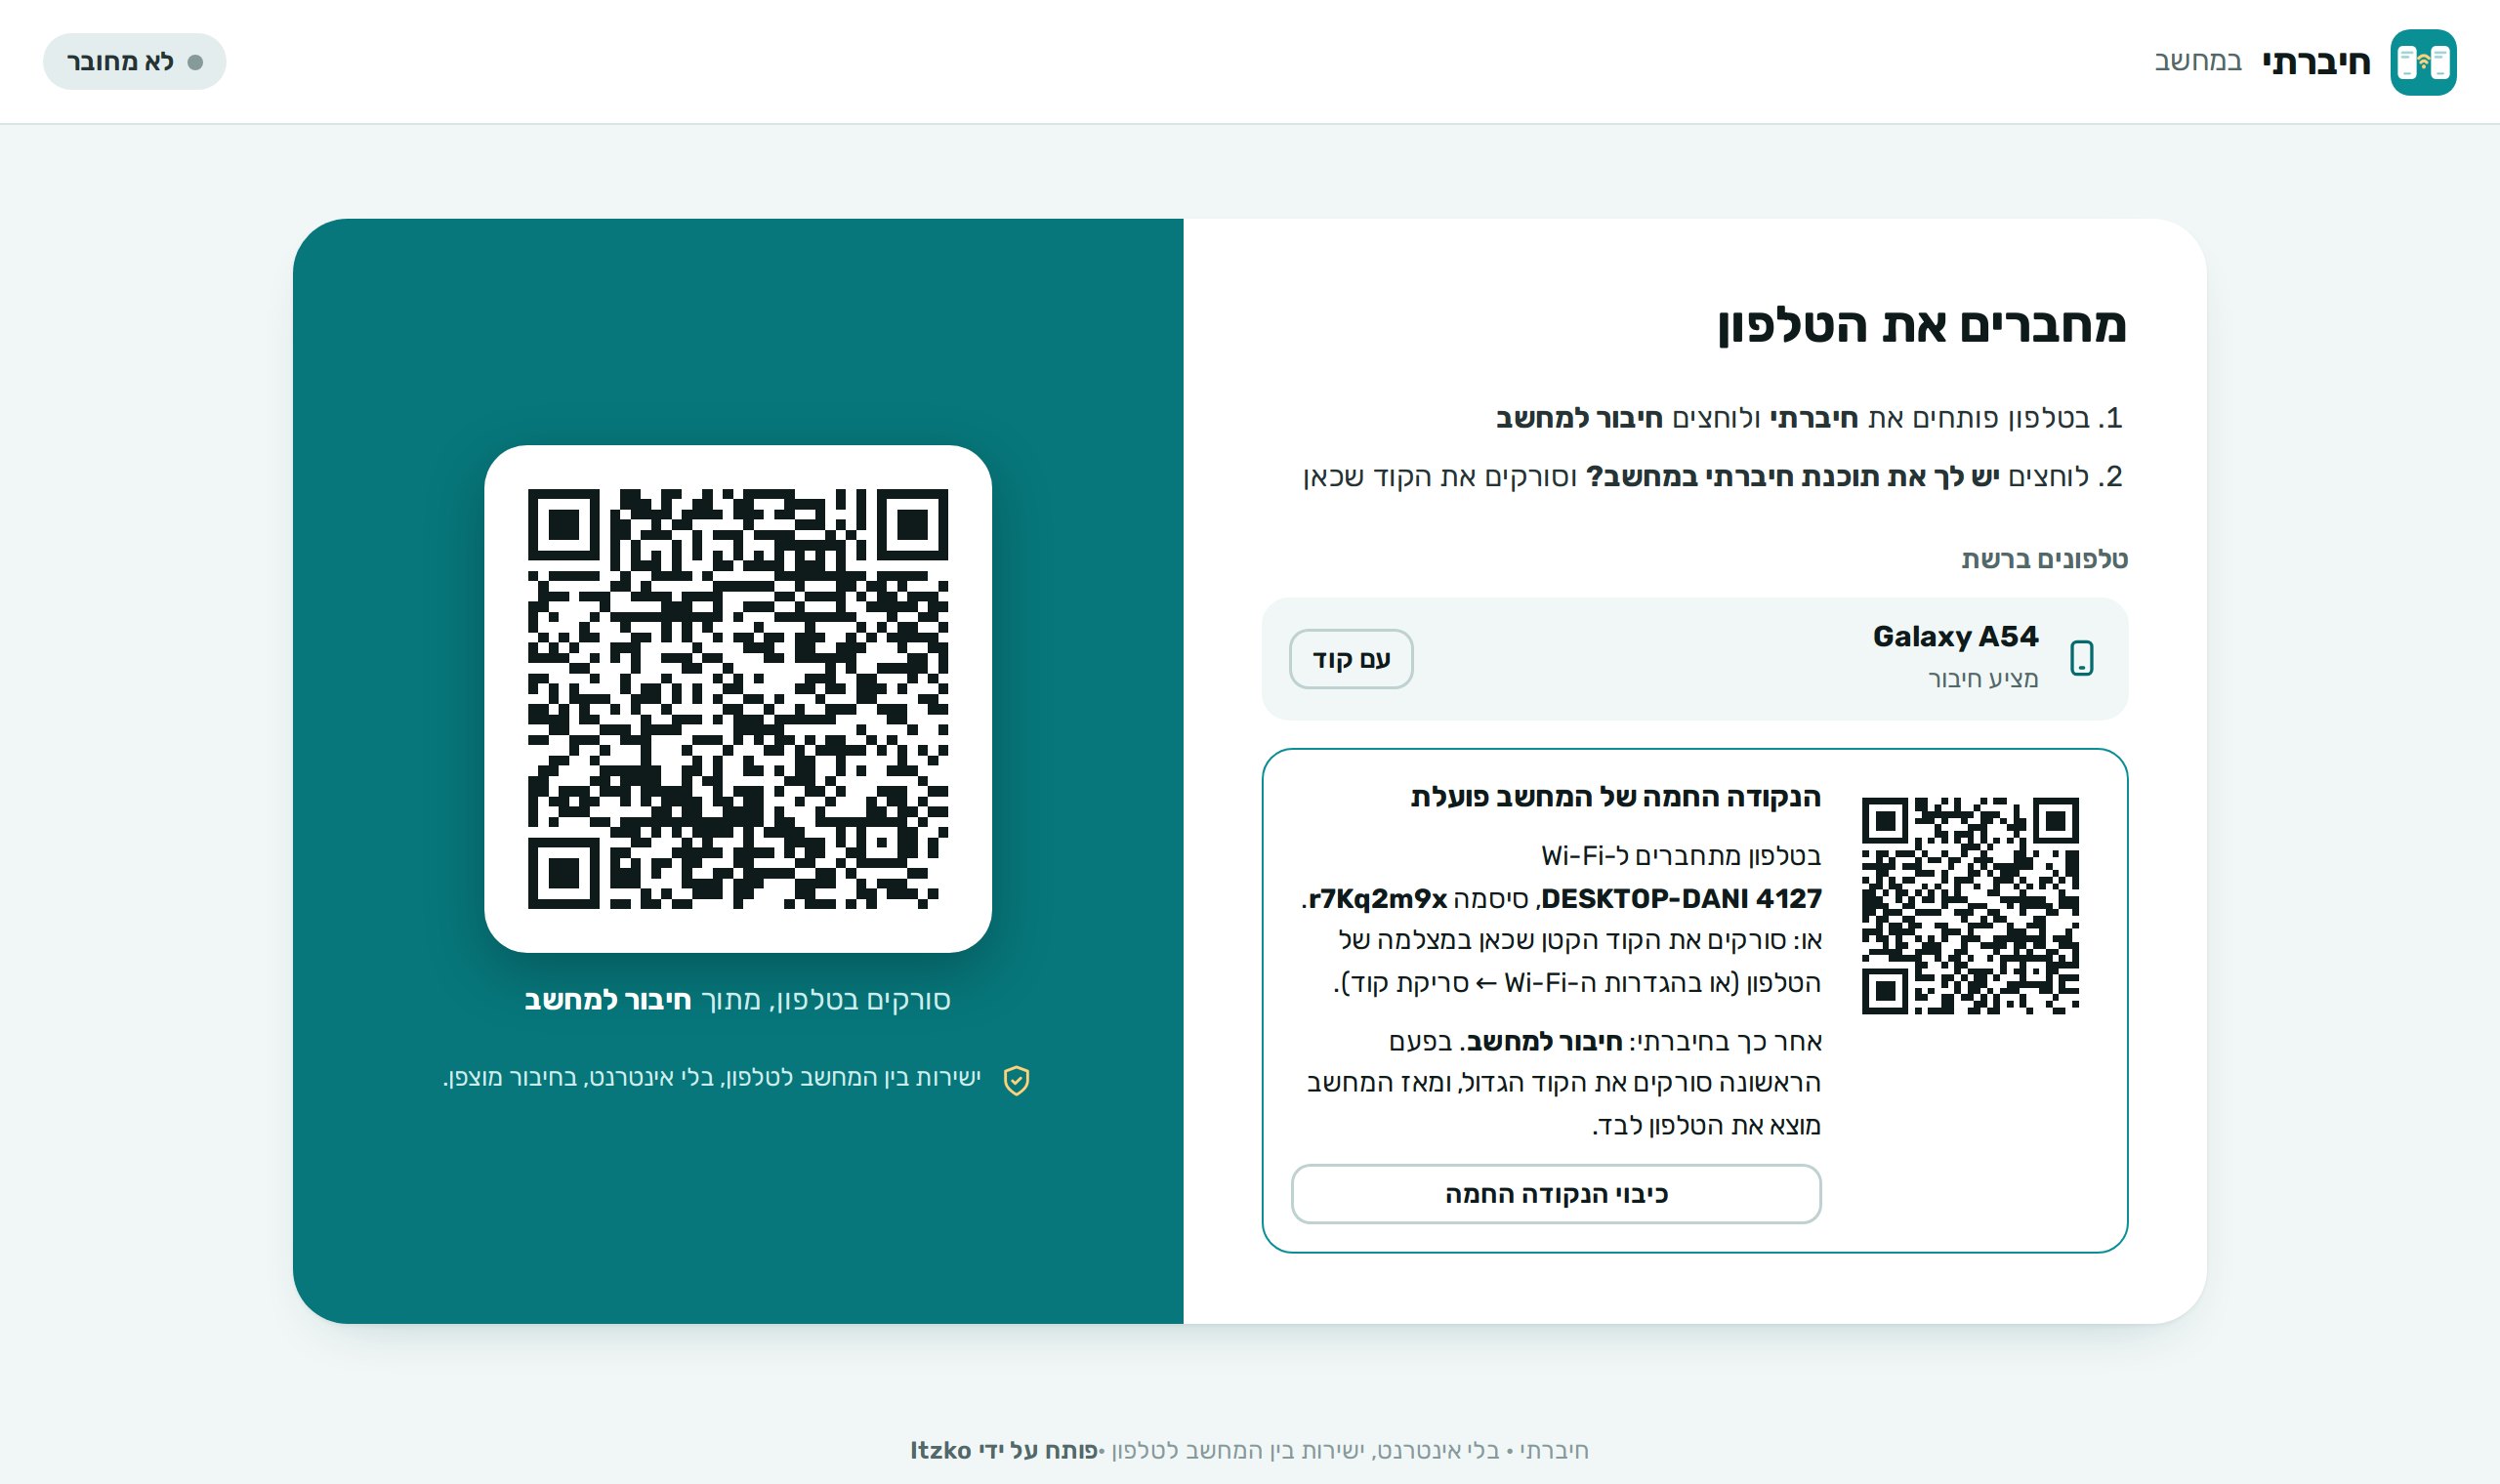 חיברתי במחשב
לא מחובר
מחברים את הטלפון
1. בטלפון פותחים את חיברתי ולוחצים חיבור למחשב
2. לוחצים יש לך את תוכנת חיברתי במחשב? וסורקים את הקוד שכאן
טלפונים ברשת
Galaxy A54
מציע חיבור
עם קוד
הנקודה החמה של המחשב פועלת
בטלפון מתחברים ל-Wi-Fi
DESKTOP-DANI 4127, סיסמה r7Kq2m9x.
או: סורקים את הקוד הקטן שכאן במצלמה של
הטלפון (או בהגדרות ה-Wi-Fi ← סריקת קוד).
אחר כך בחיברתי: חיבור למחשב. בפעם
הראשונה סורקים את הקוד הגדול, ומאז המחשב
מוצא את הטלפון לבד.
כיבוי הנקודה החמה
סורקים בטלפון, מתוך חיבור למחשב
ישירות בין המחשב לטלפון, בלי אינטרנט, בחיבור מוצפן.
חיברתי • בלי אינטרנט, ישירות בין המחשב לטלפון •פותח על ידי Itzko